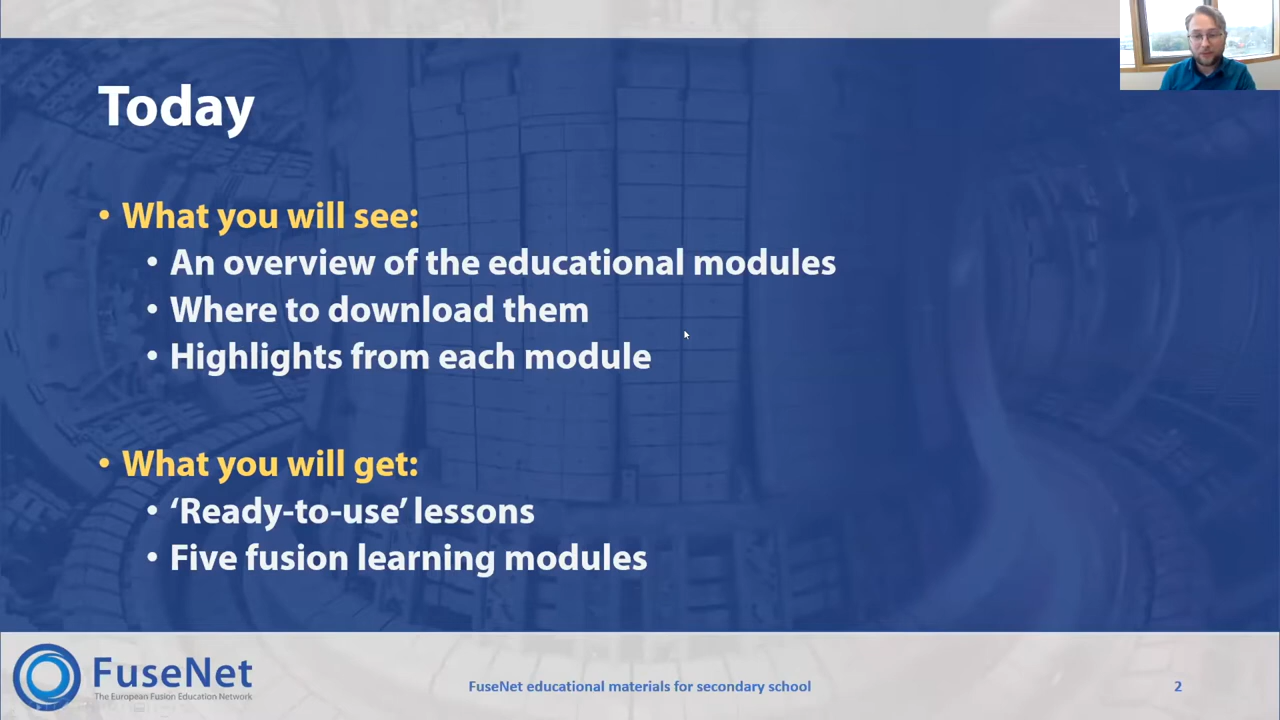 Today
• What you will see:
• An overview of the educational modules
• Where to download them
• Highlights from each module
• What you will get:
• ‘Ready-to-use’ lessons
• Five fusion learning modules
FuseNet
The European Fusion Education Network
FuseNet educational materials for secondary school
2